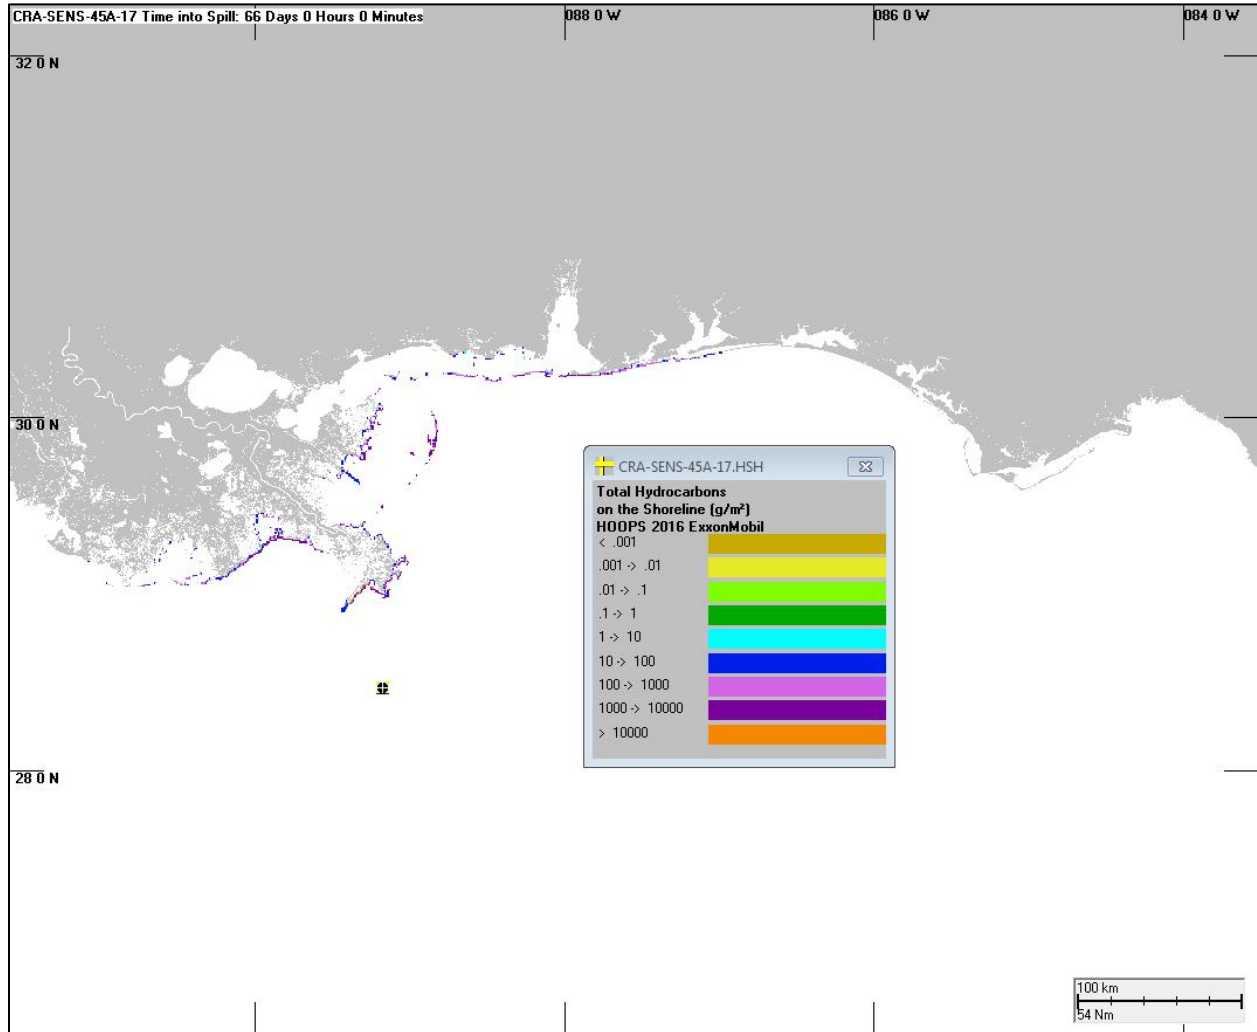 CRA-SENS-45A-17 Time into Spill: 66 Days 0 Hours 0 Minutes
088 0 W
086 0 W
084 0 W
32 0 N
30 0 N
CRA-SENS-45A-17.HSH
Total Hydrocarbons
on the Shoreline (g/m²)
HOOPS 2016 ExxonMobil
< .001
.001 -> .01
.01 -> .1
.1 -> 1
1 -> 10
10 -> 100
100 -> 1000
1000 -> 10000
> 10000
28 0 N
100 km
54 Nm